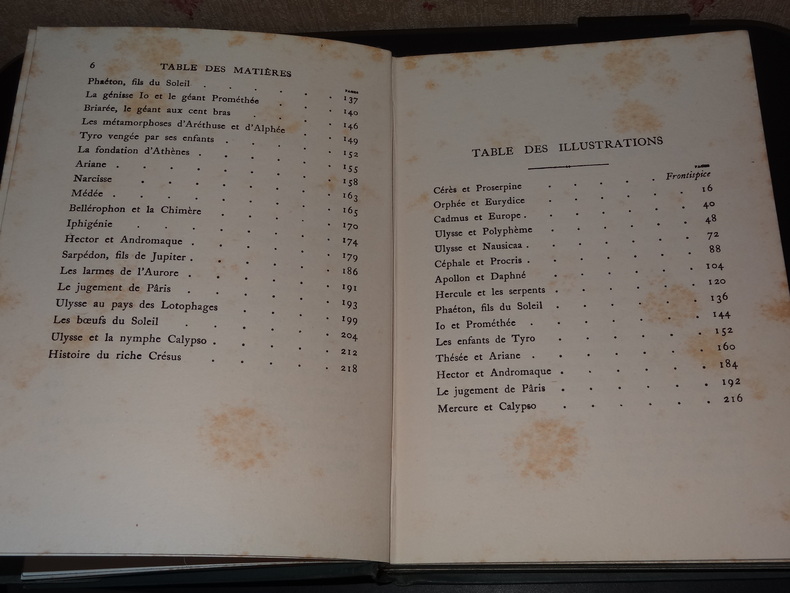 6 TABLE DES MATIÈRES
PAGES
Phaéton, fils du Soleil . . . . . 137
La génisse Io et le géant Prométhée . . . 140
Briarée, le géant aux cent bras . . . . 146
Les métamorphoses d'Aréthuse et d'Alphée . . 149
Tyro vengée par ses enfants . . . . 152
La fondation d'Athènes . . . . . 155
Ariane . . . . . . 158
Narcisse . . . . . . 163
Médée . . . . . . 165
Bellérophon et la Chimère . . . . 170
Iphigénie . . . . . . 174
Hector et Andromaque . . . . . 179
Sarpédon, fils de Jupiter . . . . . 186
Les larmes de l'Aurore . . . . . 191
Le jugement de Pâris . . . . . 193
Ulysse au pays des Lotophages . . . . 199
Les bœufs du Soleil . . . . . 204
Ulysse et la nymphe Calypso . . . . 212
Histoire du riche Crésus . . . . 218
TABLE DES ILLUSTRATIONS
PAGES
Cérès et Proserpine . . . . . Frontispice
Orphée et Eurydice . . . . . 16
Cadmus et Europe . . . . . . 40
Ulysse et Polyphème . . . . . 48
Ulysse et Nausicaa . . . . . . 72
Céphale et Procris . . . . . . 88
Apollon et Daphné . . . . . 104
Hercule et les serpents . . . . . 120
Phaéton, fils du Soleil . . . . . 136
Io et Prométhée . . . . . . 144
Les enfants de Tyro . . . . . 152
Thésée et Ariane . . . . . . 160
Hector et Andromaque . . . . . 184
Le jugement de Pâris . . . . . 192
Mercure et Calypso . . . . . 216